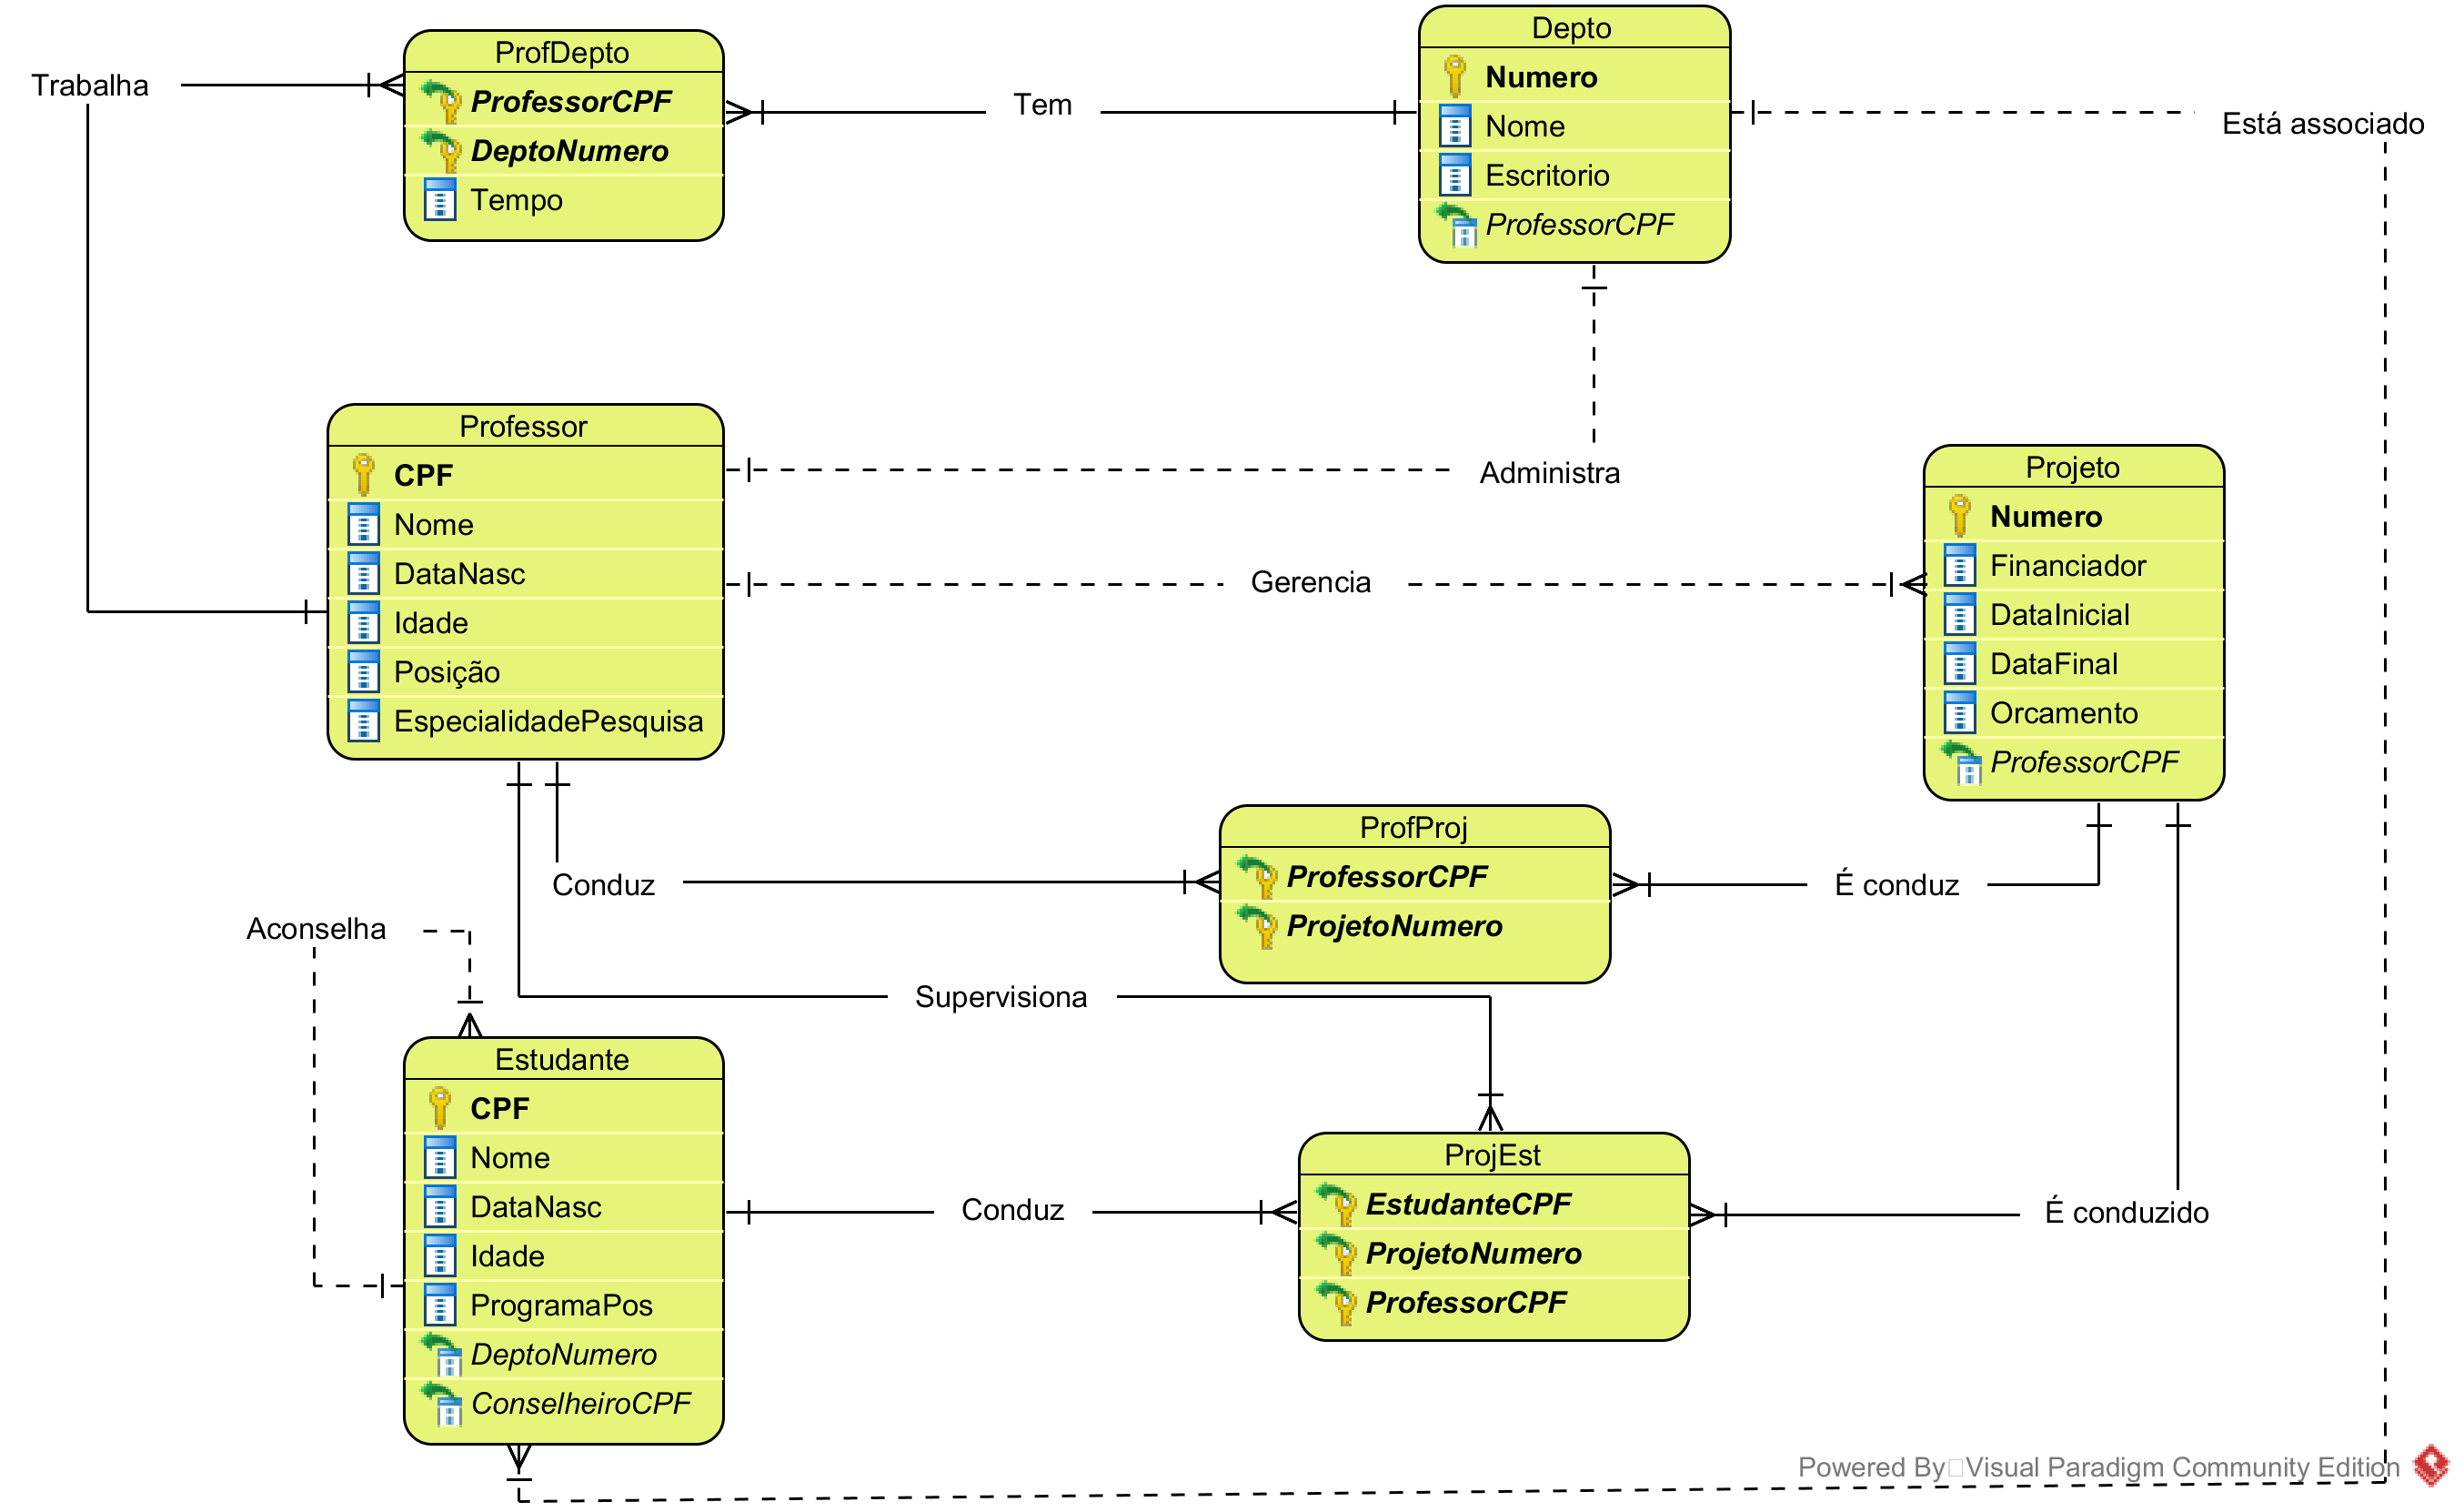 Trabalha
ProfDepto
ProfessorCPF
DeptoNumero
Tempo
Tem
Depto
Numero
Nome
Escritorio
ProfessorCPF
Está associado
Professor
CPF
Nome
DataNasc
Idade
Posição
EspecialidadePesquisa
Administra
Gerencia
Projeto
Numero
Financiador
DataInicial
DataFinal
Orcamento
ProfessorCPF
Conduz
ProfProj
ProfessorCPF
ProjetoNumero
É conduz
Aconselha
Supervisiona
Estudante
CPF
Nome
DataNasc
Idade
ProgramaPos
DeptoNumero
ConselheiroCPF
Conduz
ProjEst
EstudanteCPF
ProjetoNumero
ProfessorCPF
É conduzido
Powered By Visual Paradigm Community Edition